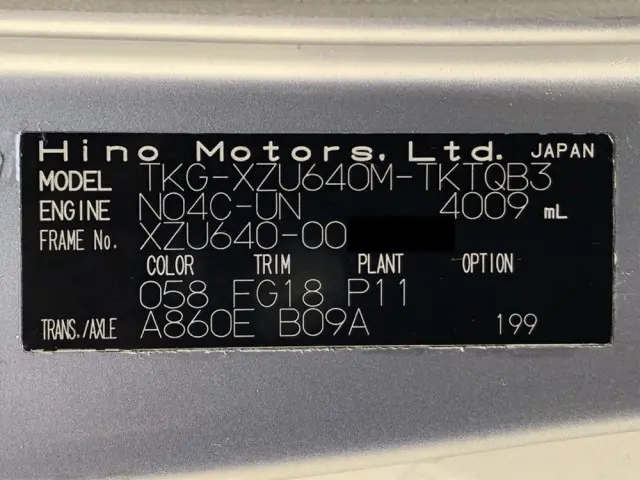 Hino Motors, Ltd. JAPAN
MODEL TKG-XZU640M-TKTQB3
ENGINE N04C-UN 4009 mL
FRAME No. XZU640-00
COLOR TRIM PLANT OPTION
058 FG18 P11
TRANS./AXLE A860E B09A 199